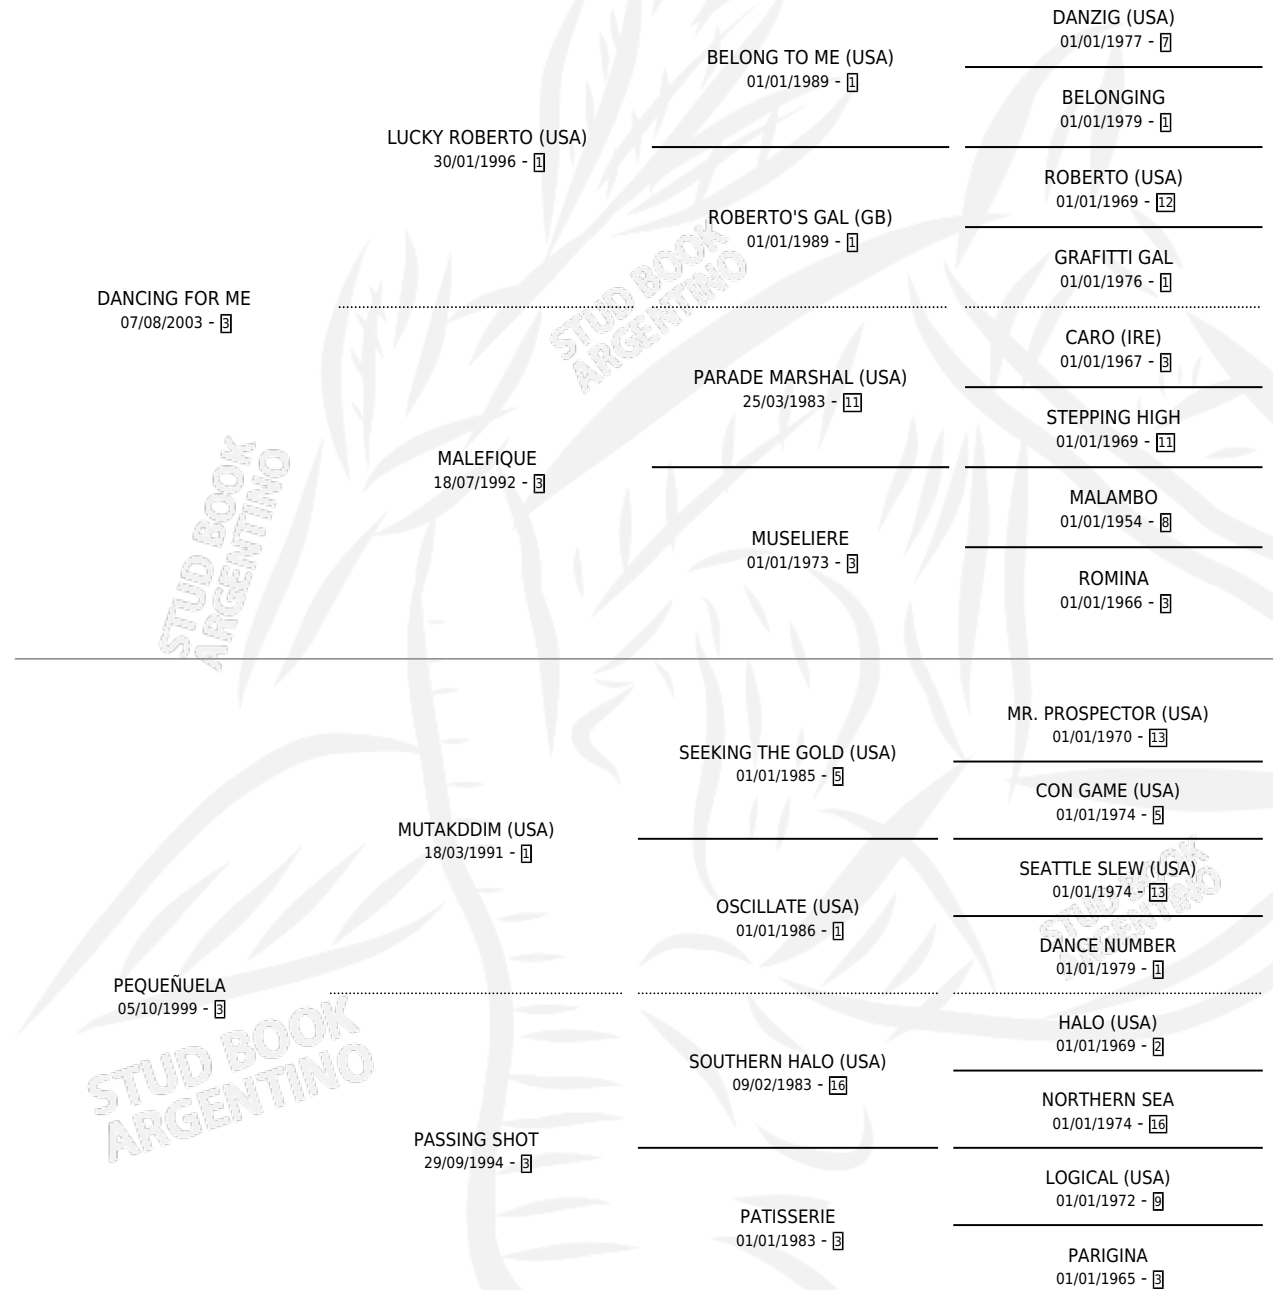 DANZIG (USA)
01/01/1977 - 7
BELONG TO ME (USA)
01/01/1989 - 1
BELONGING
01/01/1979 - 1
LUCKY ROBERTO (USA)
30/01/1996 - 1
ROBERTO (USA)
01/01/1969 - 12
ROBERTO'S GAL (GB)
01/01/1989 - 1
GRAFITTI GAL
01/01/1976 - 1
DANCING FOR ME
07/08/2003 - 3
STUD BOOK
ARGENTINO
CARO (IRE)
01/01/1967 - 3
PARADE MARSHAL (USA)
25/03/1983 - 11
STEPPING HIGH
01/01/1969 - 11
MALEFIQUE
18/07/1992 - 3
MALAMBO
01/01/1954 - 8
MUSELIERE
01/01/1973 - 3
ROMINA
01/01/1966 - 3
STUD BOOK
ARGENTINO
MR. PROSPECTOR (USA)
01/01/1970 - 13
SEEKING THE GOLD (USA)
01/01/1985 - 5
CON GAME (USA)
01/01/1974 - 5
MUTAKDDIM (USA)
18/03/1991 - 1
SEATTLE SLEW (USA)
01/01/1974 - 13
OSCILLATE (USA)
01/01/1986 - 1
STUD BOOK
ARGENTINO
DANCE NUMBER
01/01/1979 - 1
PEQUEÑUELA
05/10/1999 - 3
STUD BOOK
ARGENTINO
HALO (USA)
01/01/1969 - 2
SOUTHERN HALO (USA)
09/02/1983 - 16
NORTHERN SEA
01/01/1974 - 16
PASSING SHOT
29/09/1994 - 3
LOGICAL (USA)
01/01/1972 - 9
PATISSERIE
01/01/1983 - 3
PARIGINA
01/01/1965 - 3